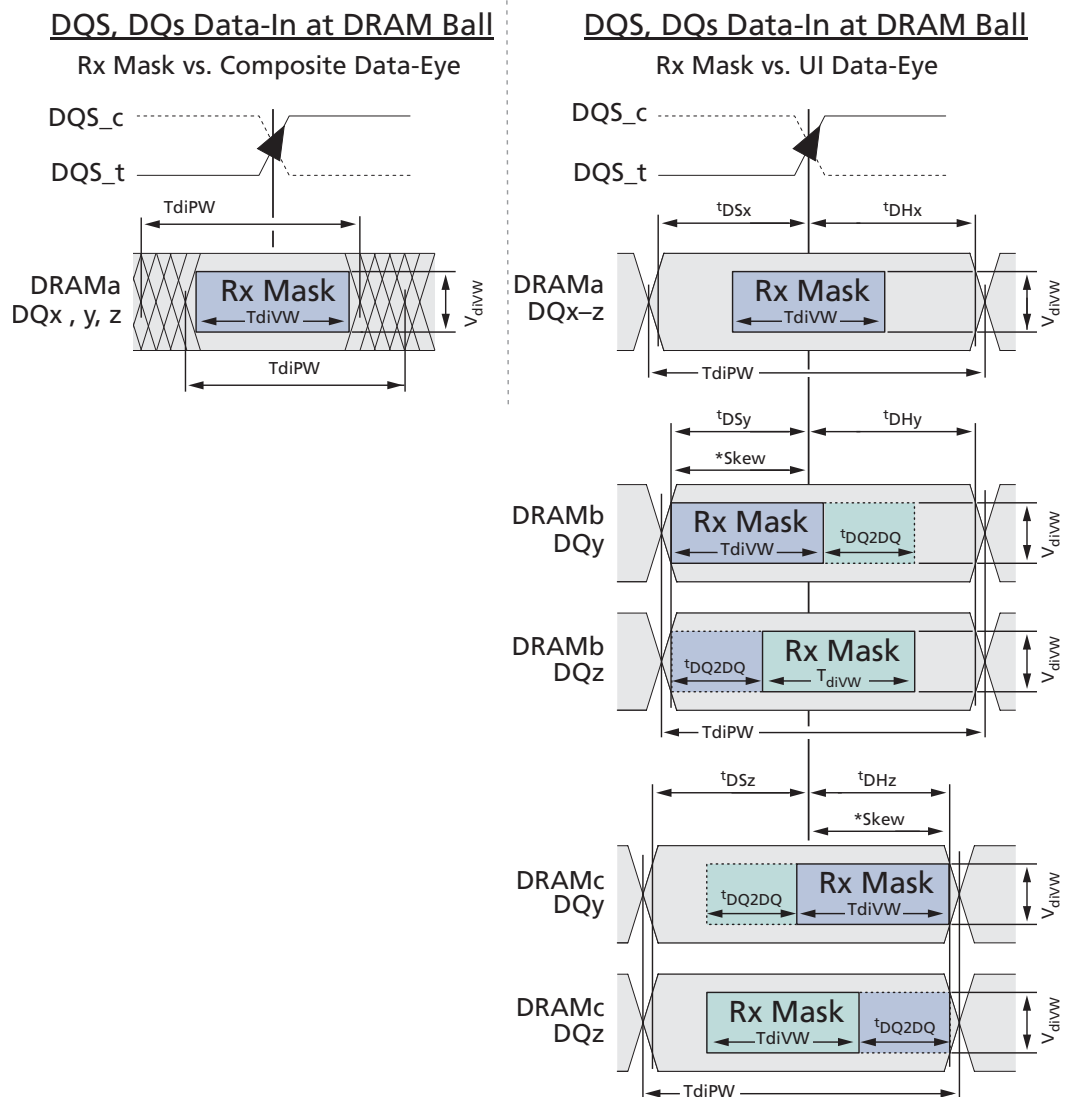 DQS, DQs Data-In at DRAM Ball
Rx Mask vs. Composite Data-Eye
DQS_c
DQS_t
TdiPW
DRAMa
DQx , y, z
Rx Mask
TdiVW
VdiVW
TdiPW
DQS, DQs Data-In at DRAM Ball
Rx Mask vs. UI Data-Eye
DQS_c
DQS_t
tDSx
tDHx
DRAMa
DQx–z
Rx Mask
TdiVW
VdiVW
TdiPW
tDSy
tDHy
*Skew
DRAMb
DQy
Rx Mask
TdiVW
tDQ2DQ
VdiVW
DRAMb
DQz
tDQ2DQ
Rx Mask
TdiVW
VdiVW
TdiPW
tDSz
tDHz
*Skew
DRAMc
DQy
tDQ2DQ
Rx Mask
TdiVW
VdiVW
DRAMc
DQz
Rx Mask
TdiVW
tDQ2DQ
VdiVW
TdiPW